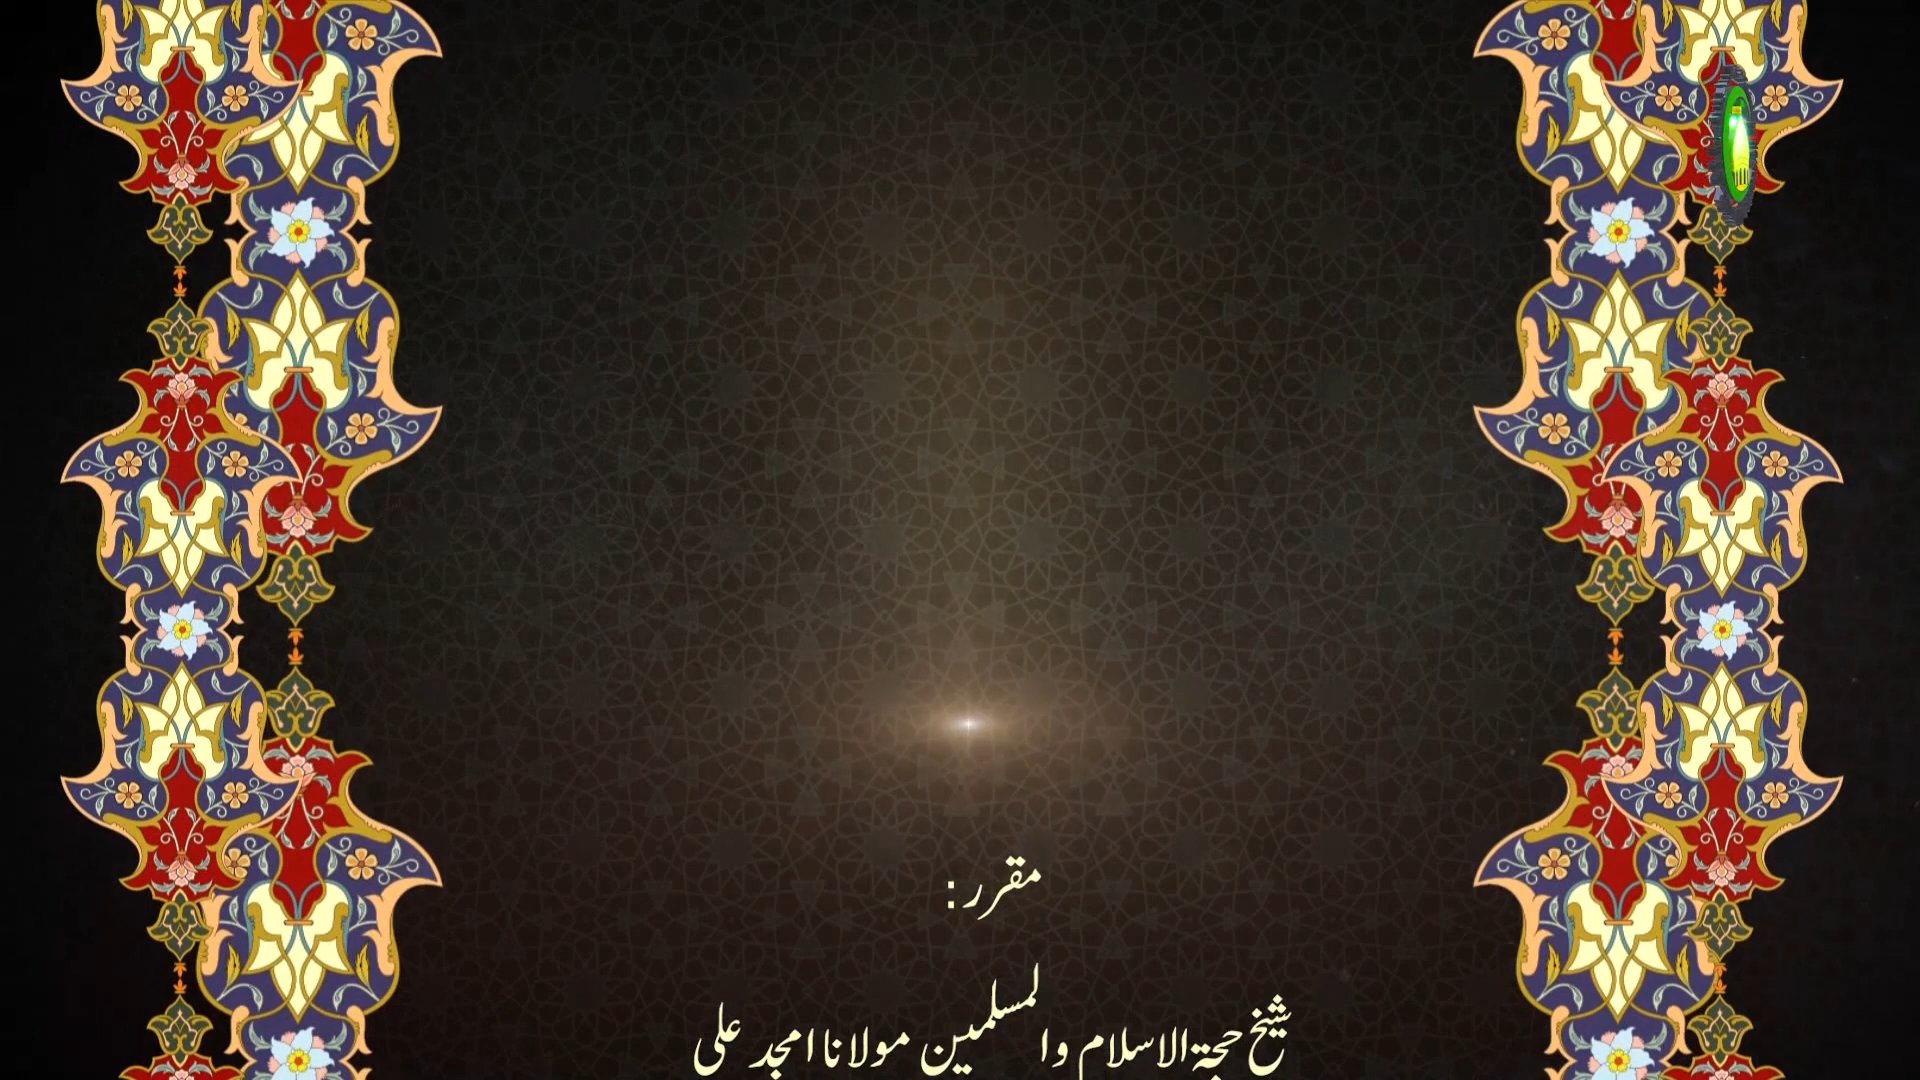 مقرر:
شیخ حجۃ الاسلام والمسلمین مولانا امجد علی